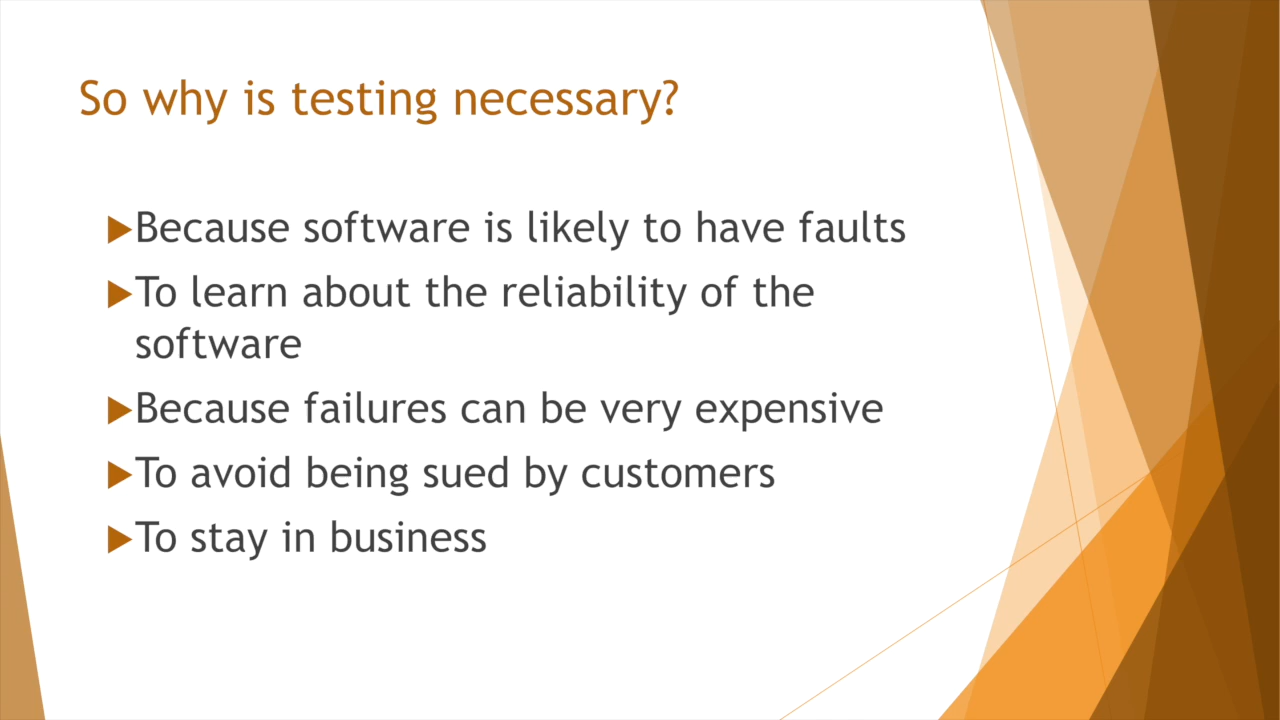 So why is testing necessary?
Because software is likely to have faults
To learn about the reliability of the
software
Because failures can be very expensive
To avoid being sued by customers
To stay in business